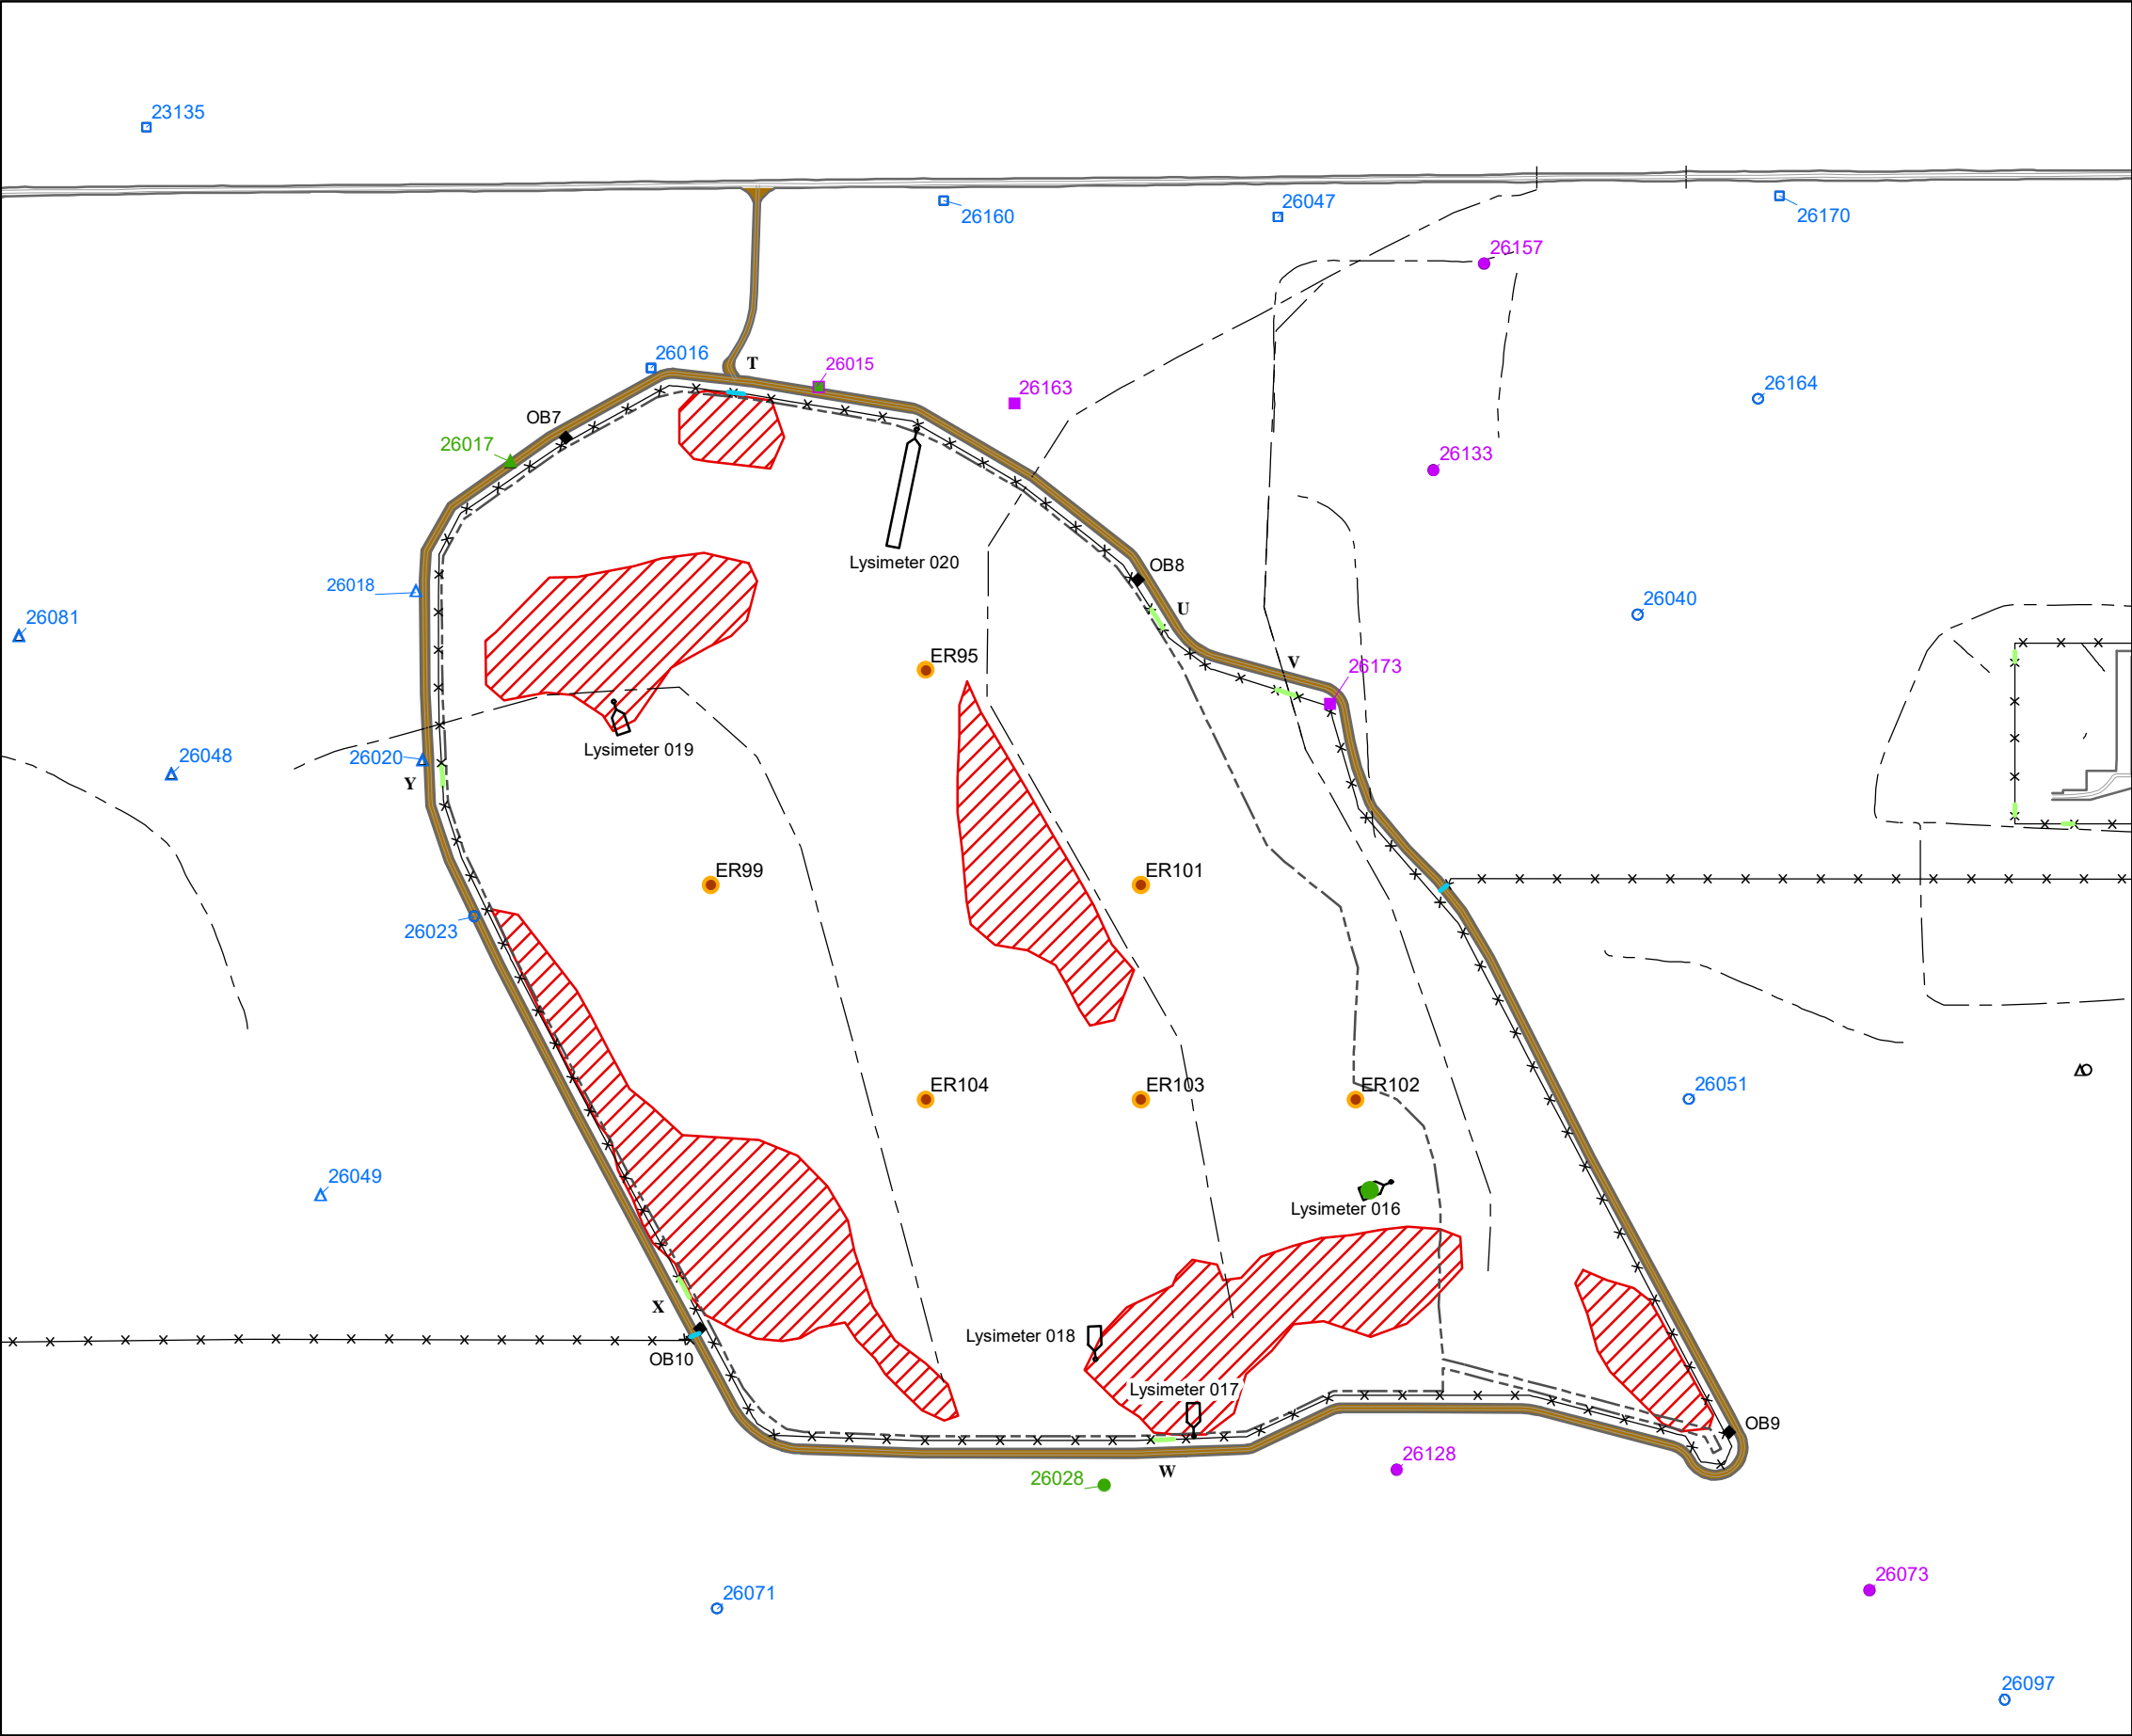 23135
26160
26047
26170
26157
26016
T
26015
26163
26164
OB7
26017
26133
Lysimeter 020
OB8
26018
26081
U
26040
ER95
V
26173
Lysimeter 019
26048
26020
Y
ER99
ER101
26023
ER104
ER103
ER102
26051
26049
Lysimeter 016
X
Lysimeter 018
OB10
Lysimeter 017
OB9
26128
W
26028
26073
26071
26097